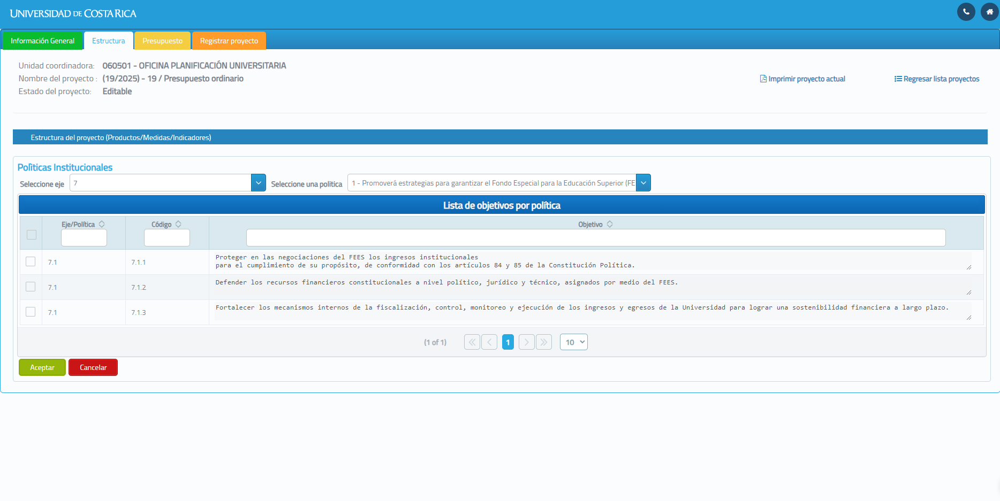 UNIVERSIDAD DE COSTA RICA
Información General
Estructura
Presupuesto
Registrar proyecto
Unidad coordinadora: 060501 - OFICINA PLANIFICACIÓN UNIVERSITARIA
Nombre del proyecto : (19/2025) - 19 / Presupuesto ordinario
Estado del proyecto: Editable
Imprimir proyecto actual
Regresar lista proyectos
Estructura del proyecto (Productos/Medidas/Indicadores)
Polìticas Institucionales
Seleccione eje 7
Seleccione una politica 1 - Promoverá estrategias para garantizar el Fondo Especial para la Educación Superior (FE
Lista de objetivos por política
Eje/Política
Código
Objetivo
7.1
7.1.1
Proteger en las negociaciones del FEES los ingresos institucionales
para el cumplimiento de su propósito, de conformidad con los artículos 84 y 85 de la Constitución Política.
7.1
7.1.2
Defender los recursos financieros constitucionales a nivel político, jurídico y técnico, asignados por medio del FEES.
7.1
7.1.3
Fortalecer los mecanismos internos de la fiscalización, control, monitoreo y ejecución de los ingresos y egresos de la Universidad para lograr una sostenibilidad financiera a largo plazo.
(1 of 1)
1
10
Aceptar
Cancelar